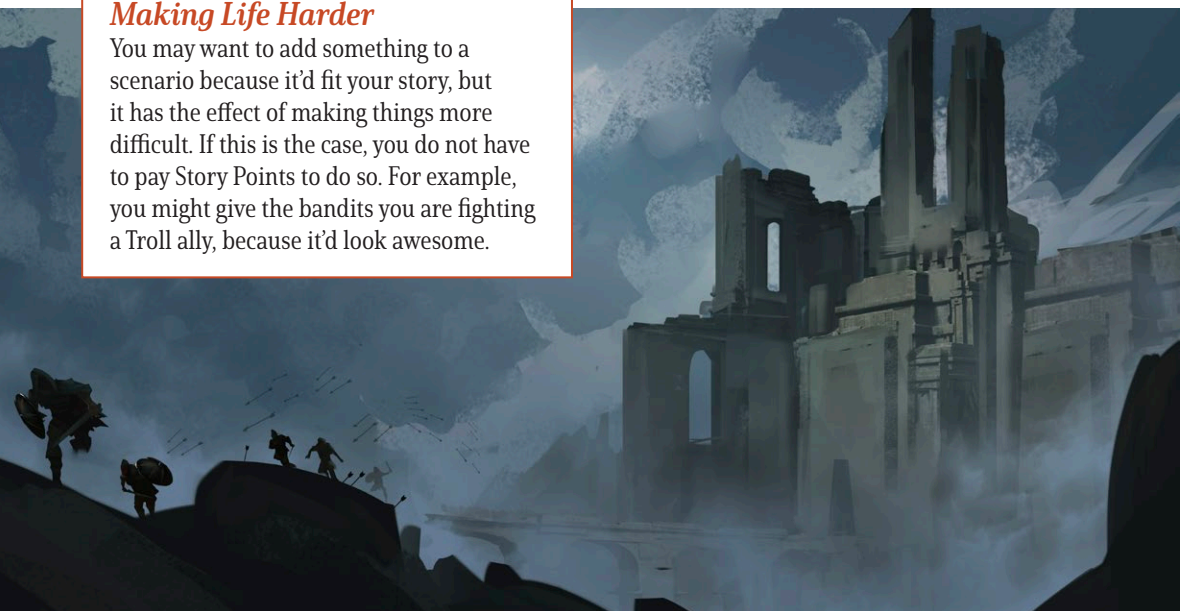 Making Life Harder
You may want to add something to a
scenario because it’d fit your story, but
it has the effect of making things more
difficult. If this is the case, you do not have
to pay Story Points to do so. For example,
you might give the bandits you are fighting
a Troll ally, because it’d look awesome.